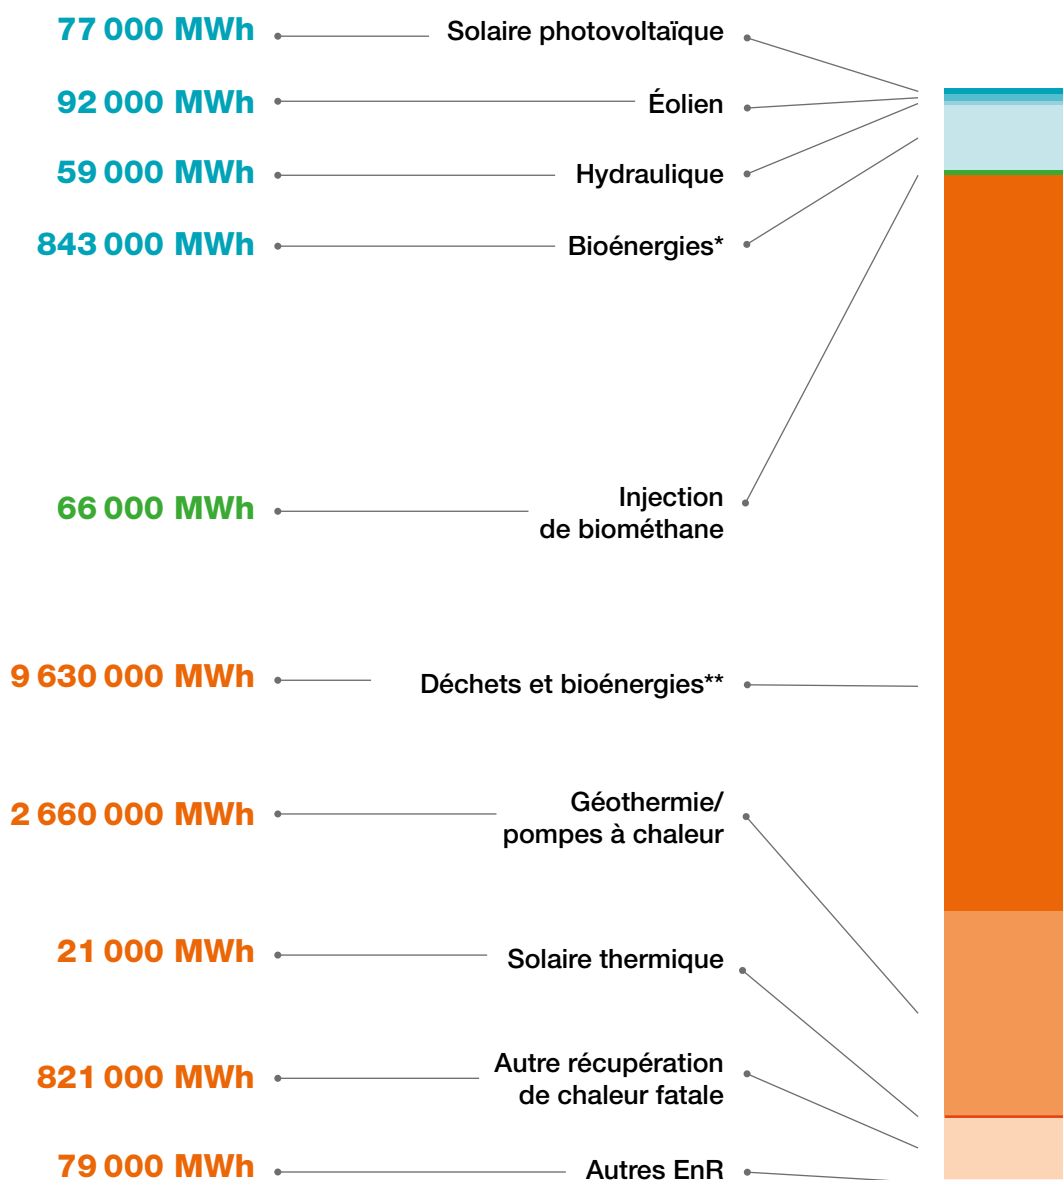 77 000 MWh Solaire photovoltaïque
92 000 MWh Éolien
59 000 MWh Hydraulique
843 000 MWh Bioénergies*
66 000 MWh Injection
de biométhane
9 630 000 MWh Déchets et bioénergies**
2 660 000 MWh Géothermie/
pompes à chaleur
21 000 MWh Solaire thermique
821 000 MWh Autre récupération
de chaleur fatale
79 000 MWh Autres EnR